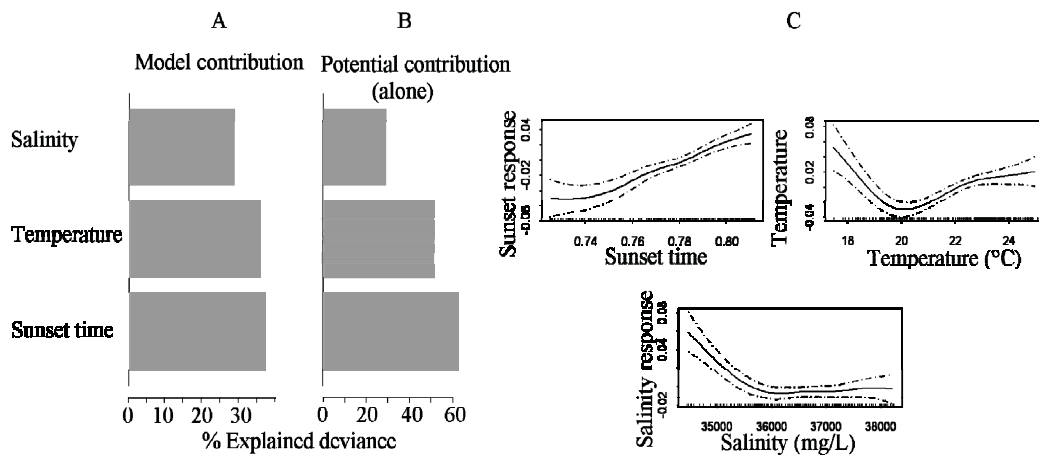 A
B
C
Model contribution
Potential contribution
(alone)
Salinity
Temperature
Sunset time
0 10 30
0 20 40 60
% Explained deviance
Sunset response
0.04
-0.02
-0.06
0.74 0.76 0.78 0.80
Sunset time
Temperature
0.08
0.02
-0.04
18 20 22 24
Temperature (°C)
Salinity response
0.08
0.04
-0.02
35000 36000 37000 38000
Salinity (mg/L)